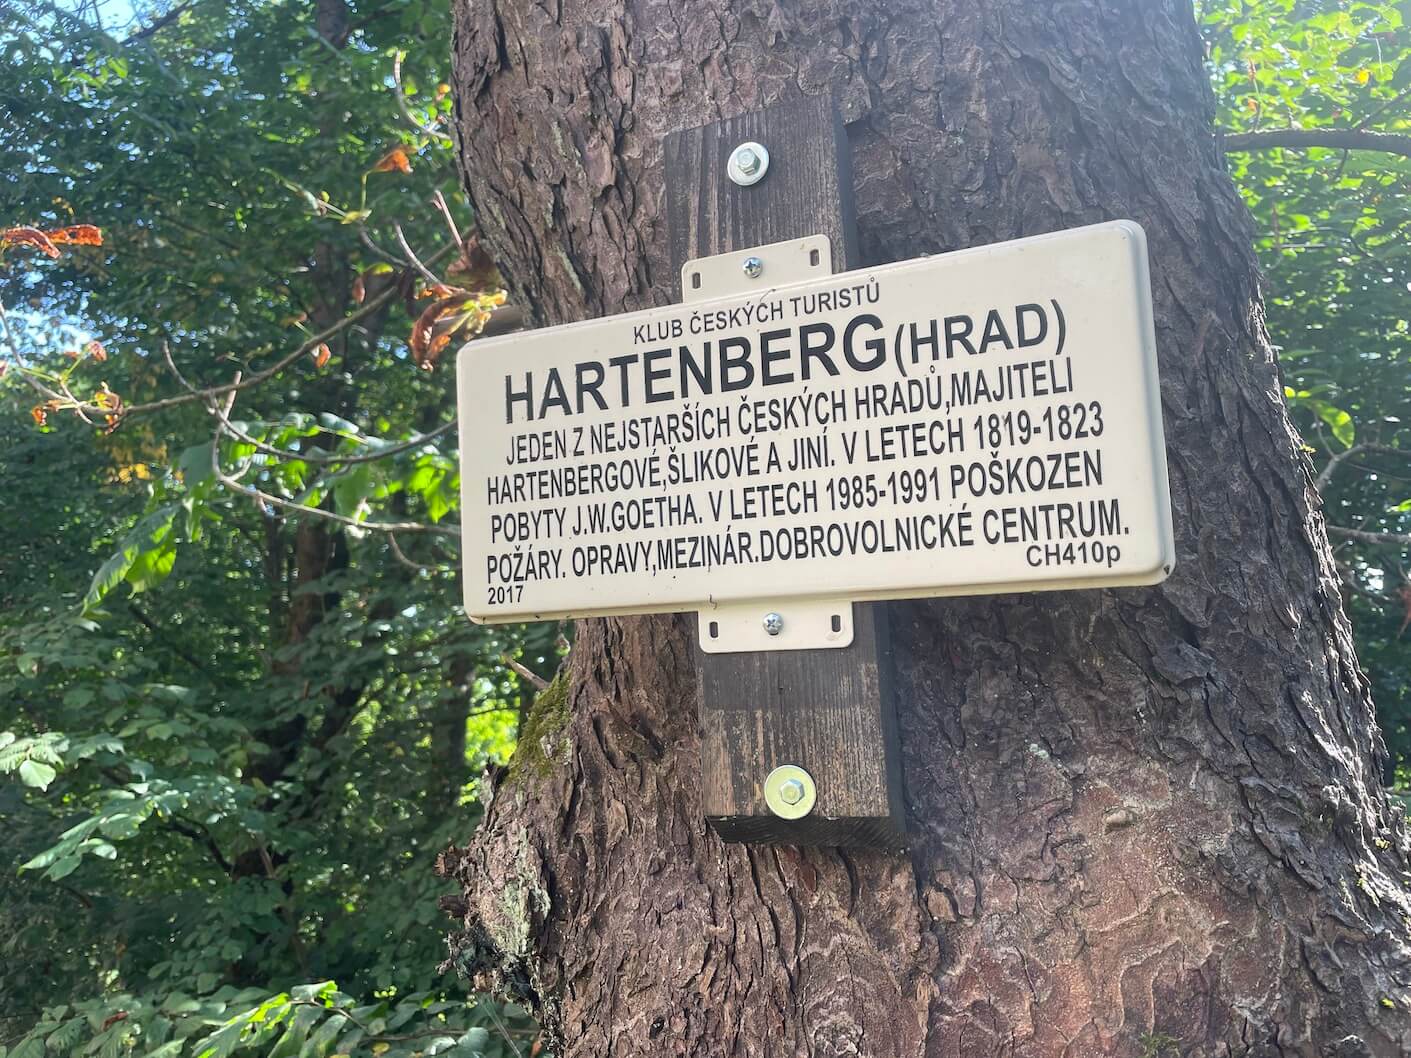 KLUB ČESKÝCH TURISTŮ
HARTENBERG (HRAD)
JEDEN Z NEJSTARŠÍCH ČESKÝCH HRADŮ,MAJITELI
HARTENBERGOVÉ,ŠLIKOVÉ A JINÍ. V LETECH 1819-1823
POBYTY J.W.GOETHA. V LETECH 1985-1991 POŠKOZEN
POŽÁRY. OPRAVY,MEZINÁR.DOBROVOLNICKÉ CENTRUM.
2017 CH410p